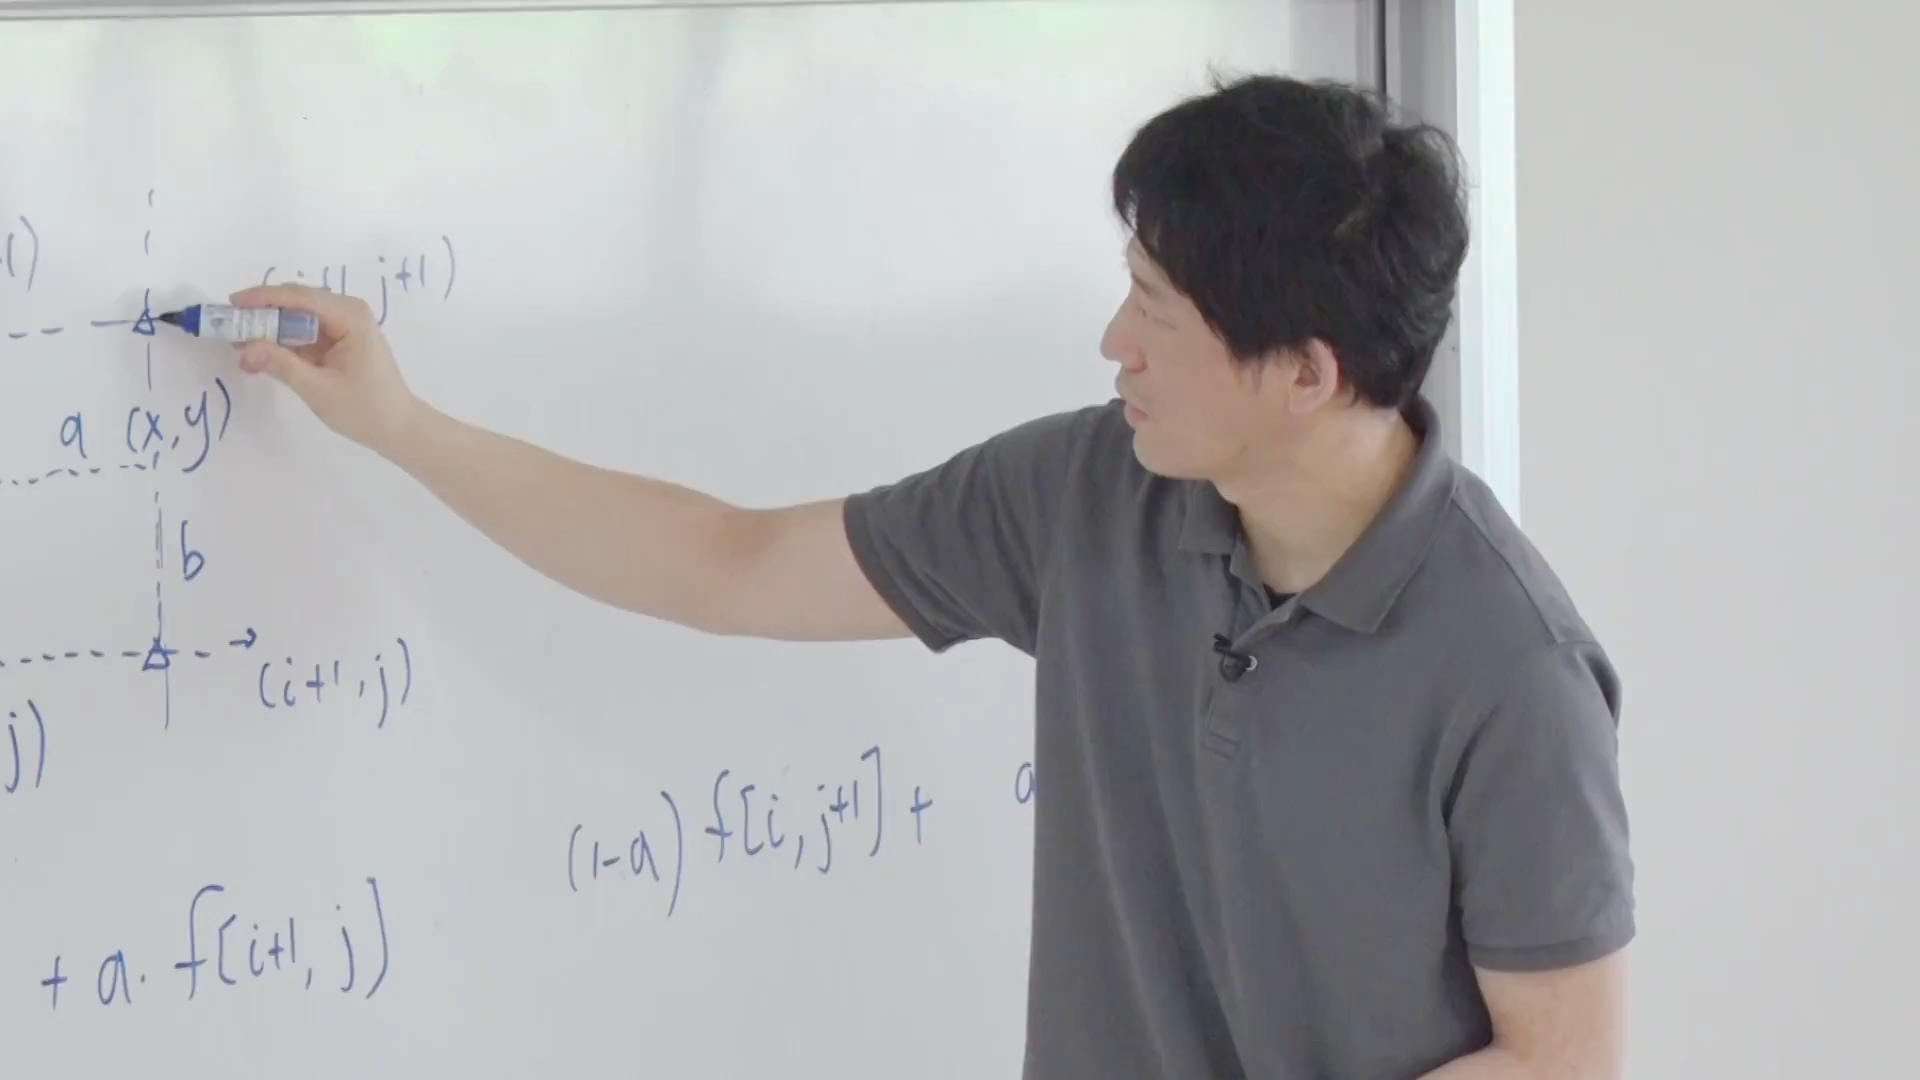 (i+1, j+1)
a (x, y)
b
(i+1, j)
j)
(1-a) f[i, j+1] + a
+ a. f[i+1, j]